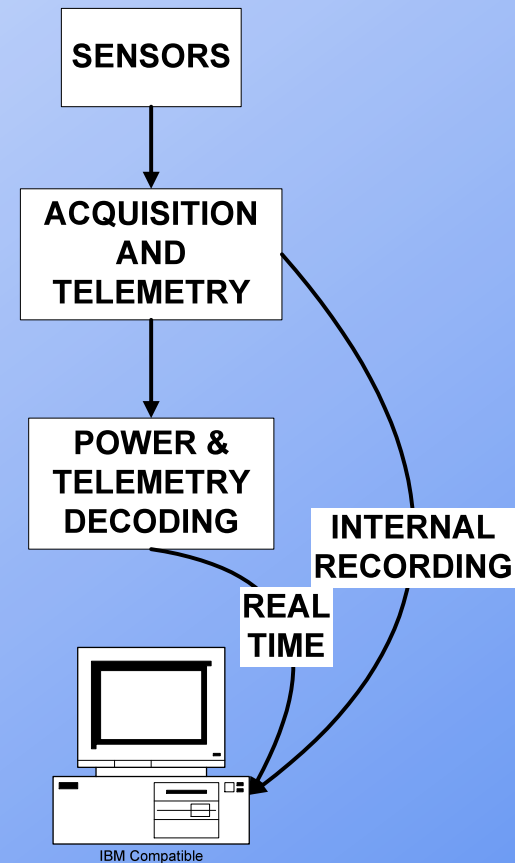 SENSORS
ACQUISITION
AND
TELEMETRY
POWER &
TELEMETRY
DECODING
INTERNAL
RECORDING
REAL
TIME
IBM Compatible